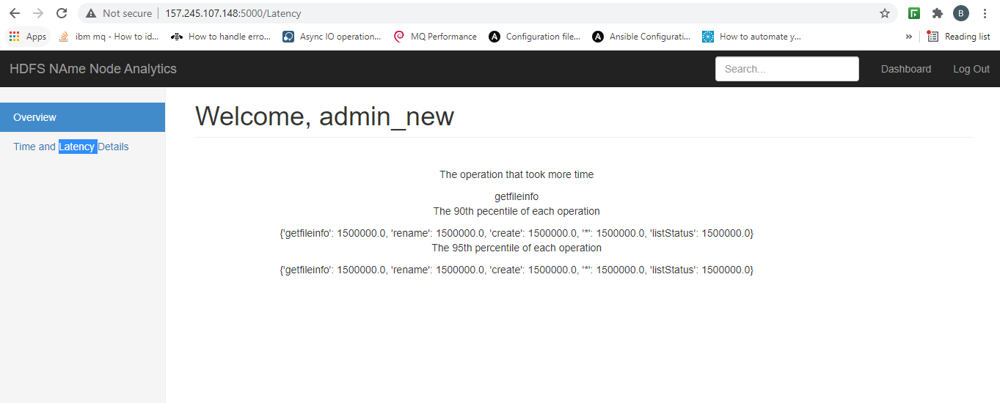 Not secure | 157.245.107.148:5000/Latency
B
Apps ibm mq - How to id... How to handle erro... Async IO operation... MQ Performance Configuration file... Ansible Configurati... How to automate y... » Reading list
HDFS NAme Node Analytics Search... Dashboard Log Out
Overview
Time and Latency Details
Welcome, admin_new
The operation that took more time
getfileinfo
The 90th pecentile of each operation
{'getfileinfo': 1500000.0, 'rename': 1500000.0, 'create': 1500000.0, '*': 1500000.0, 'listStatus': 1500000.0}
The 95th percentile of each operation
{'getfileinfo': 1500000.0, 'rename': 1500000.0, 'create': 1500000.0, '*': 1500000.0, 'listStatus': 1500000.0}